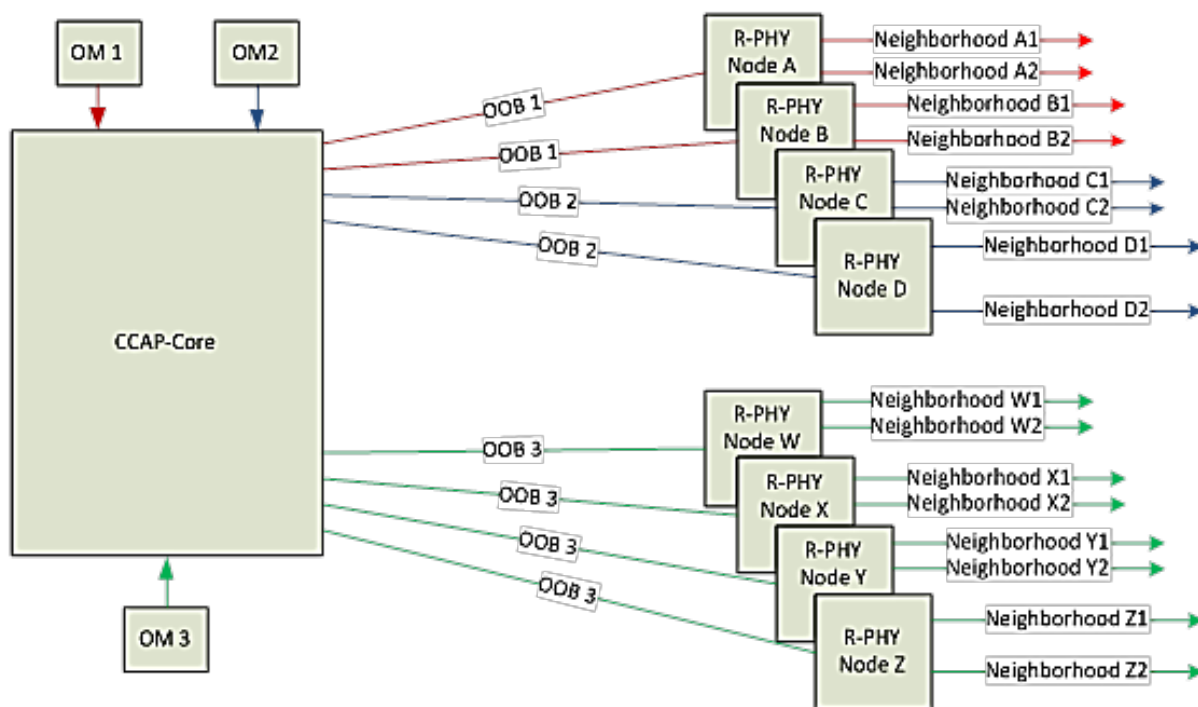 OM 1
OM2
CCAP-Core
OM 3
OOB 1
OOB 1
OOB 2
OOB 2
OOB 3
OOB 3
OOB 3
OOB 3
R-PHY
Node A
Neighborhood A1
Neighborhood A2
R-PHY
Node B
Neighborhood B1
Neighborhood B2
R-PHY
Node C
Neighborhood C1
Neighborhood C2
R-PHY
Node D
Neighborhood D1
Neighborhood D2
R-PHY
Node W
Neighborhood W1
Neighborhood W2
R-PHY
Node X
Neighborhood X1
Neighborhood X2
R-PHY
Node Y
Neighborhood Y1
Neighborhood Y2
R-PHY
Node Z
Neighborhood Z1
Neighborhood Z2